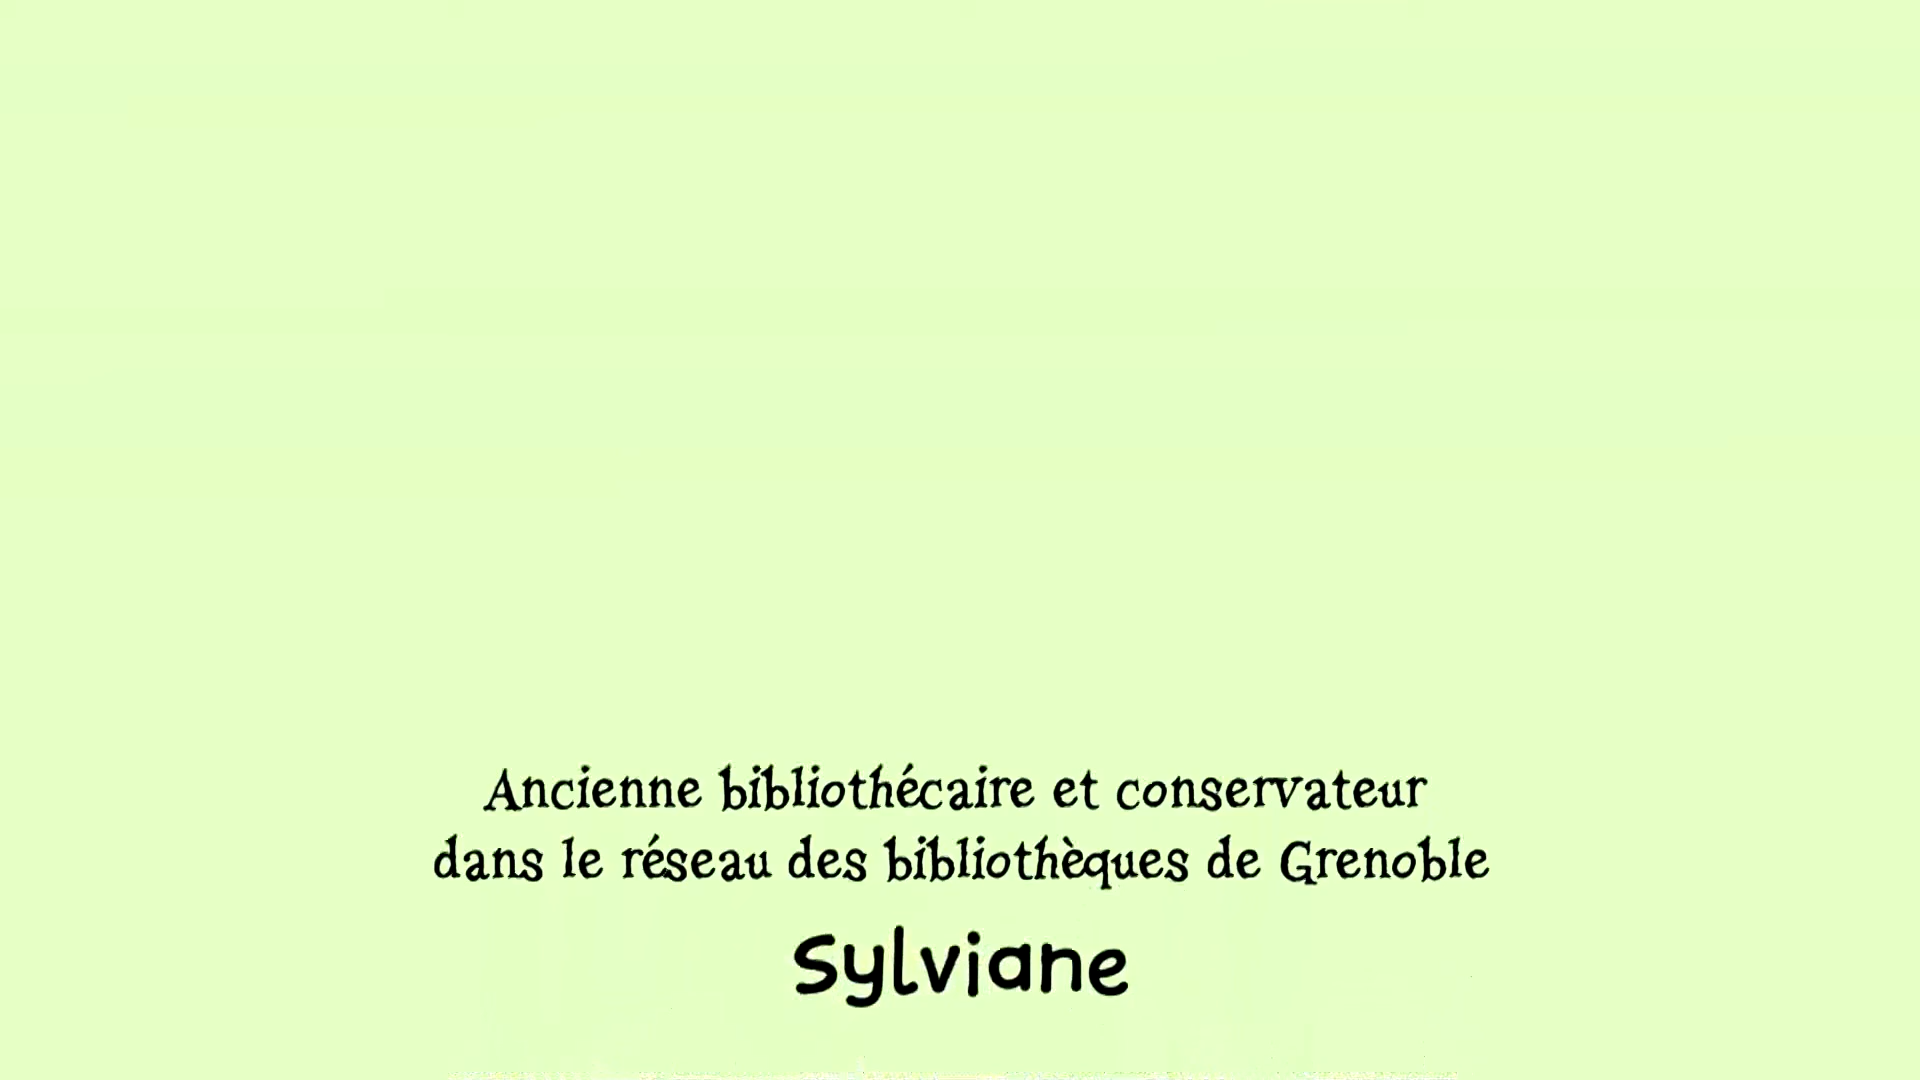 Ancienne bibliothécaire et conservateur
dans le réseau des bibliothèques de Grenoble
Sylviane